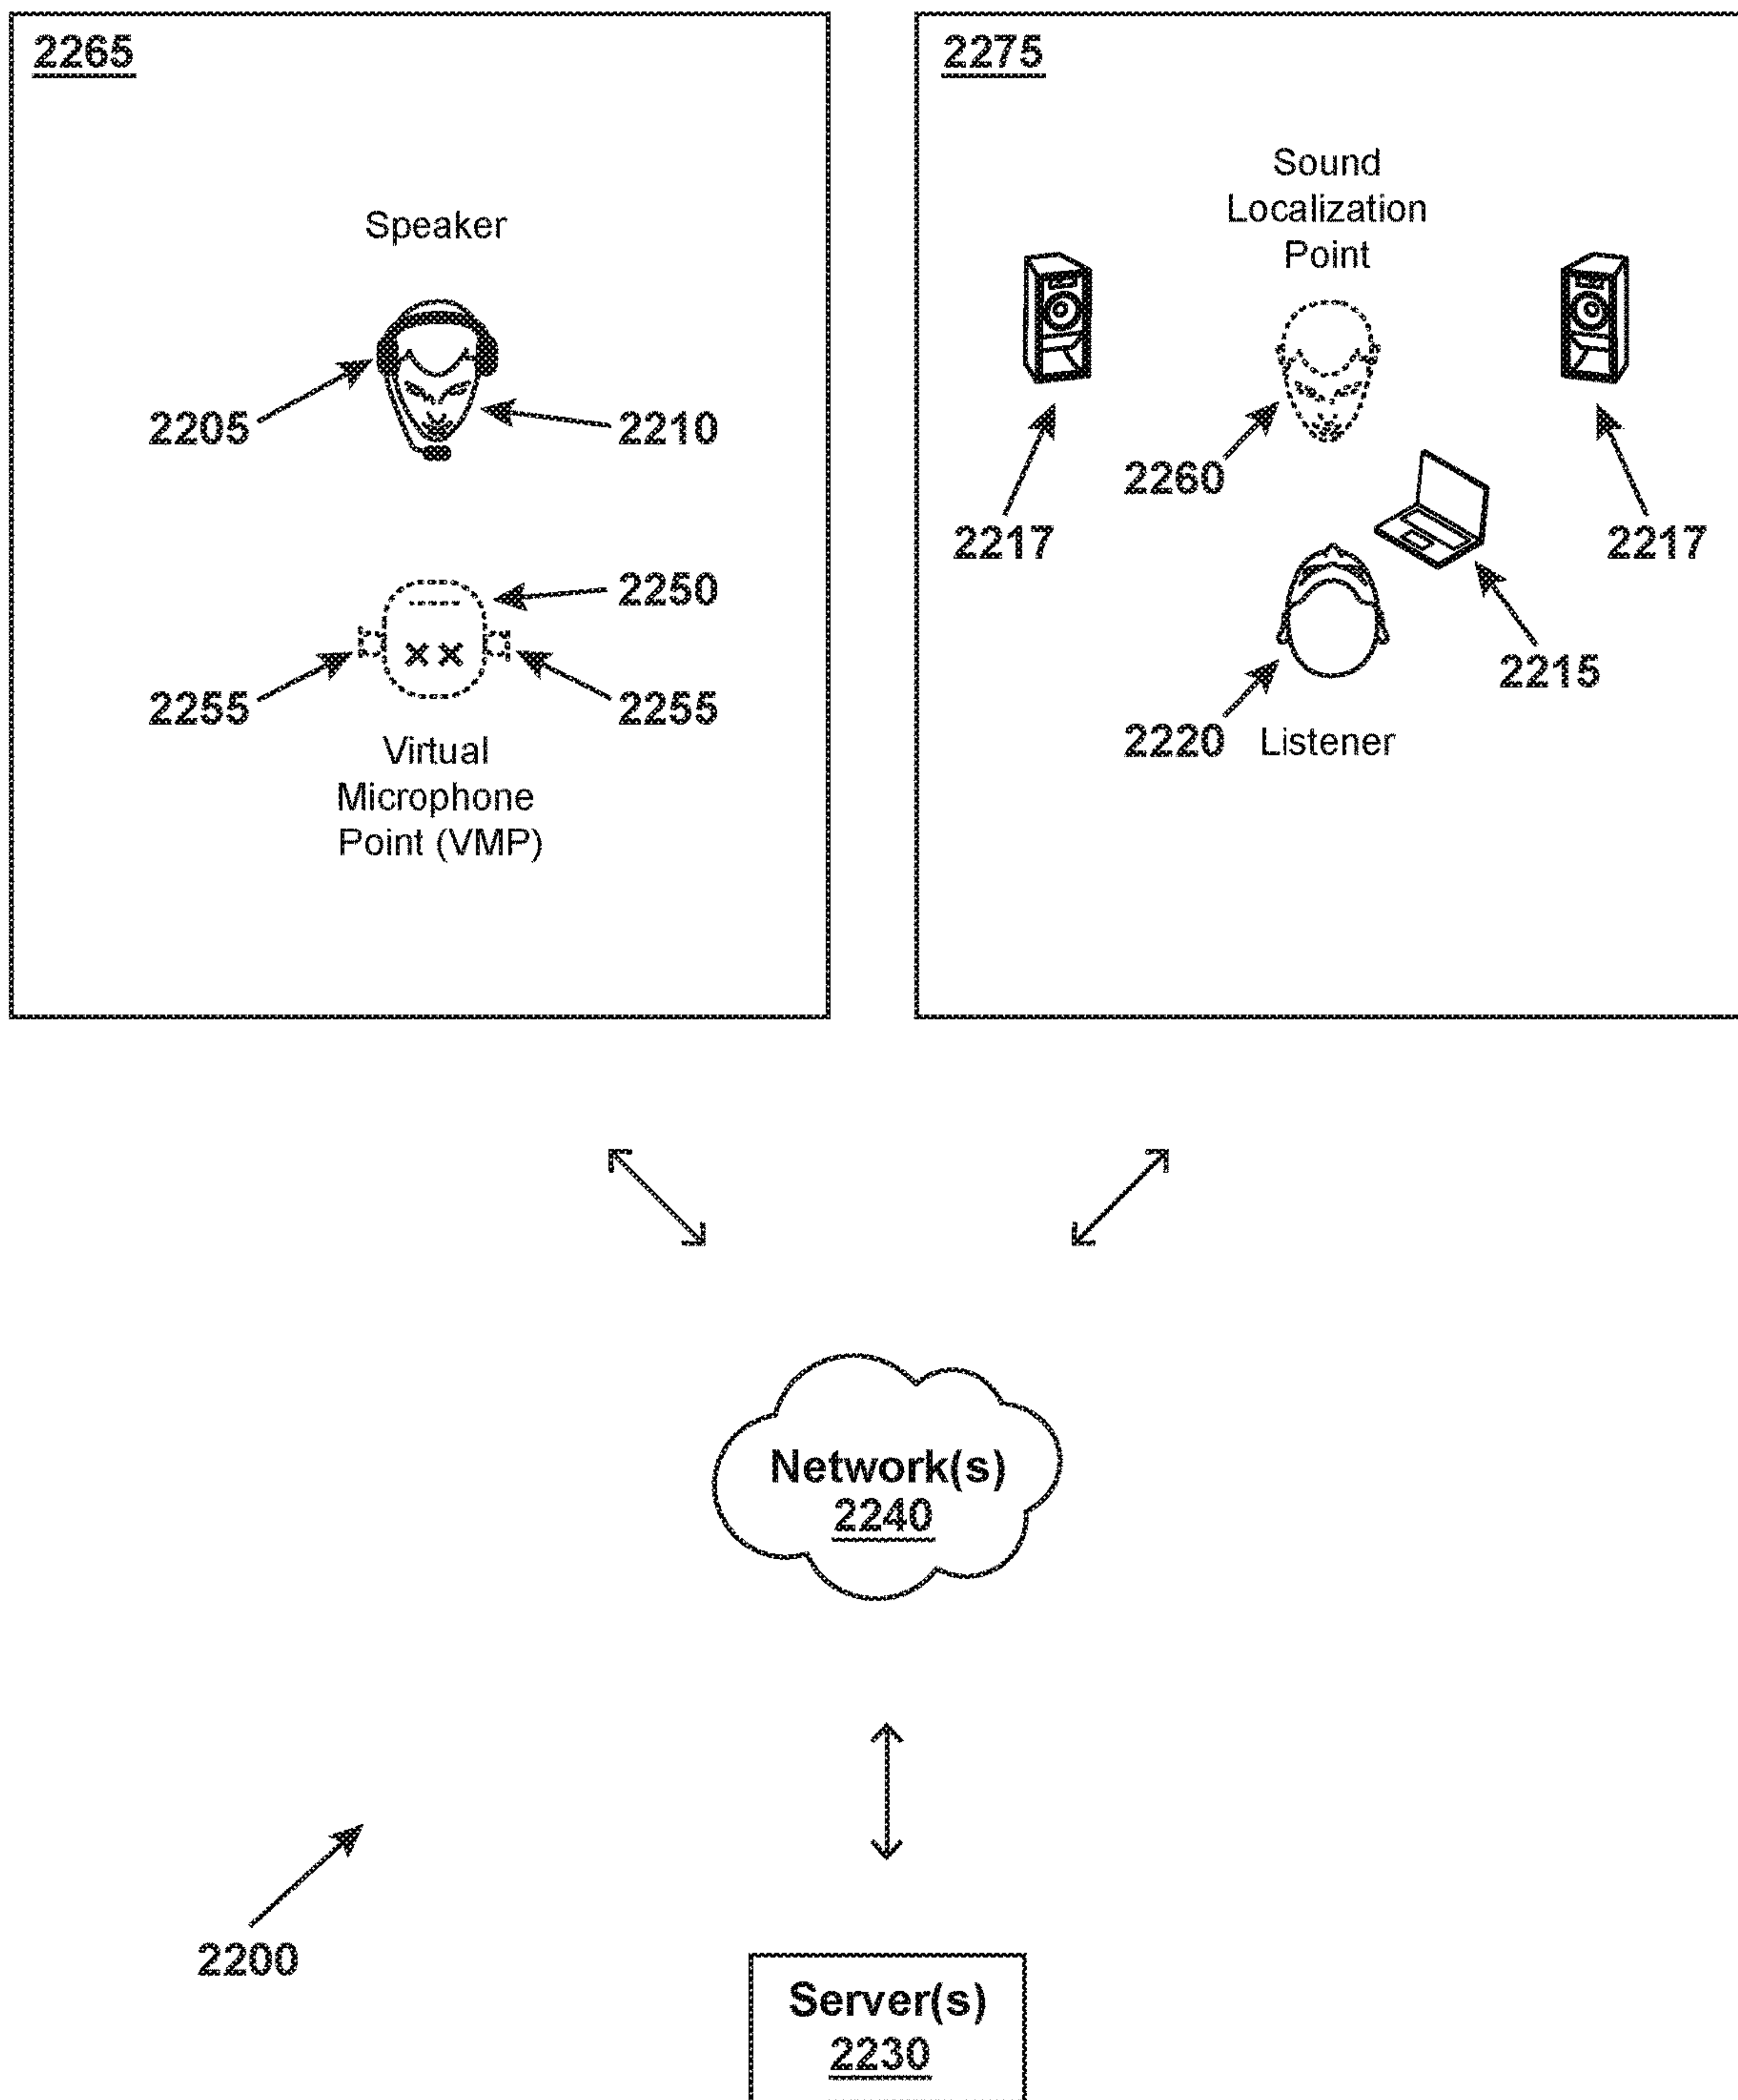 2265
Speaker
2205
2210
2250
2255
2255
Virtual
Microphone
Point (VMP)
2275
Sound
Localization
Point
2260
2217
2217
2215
2220
Listener
Network(s)
2240
2200
Server(s)
2230